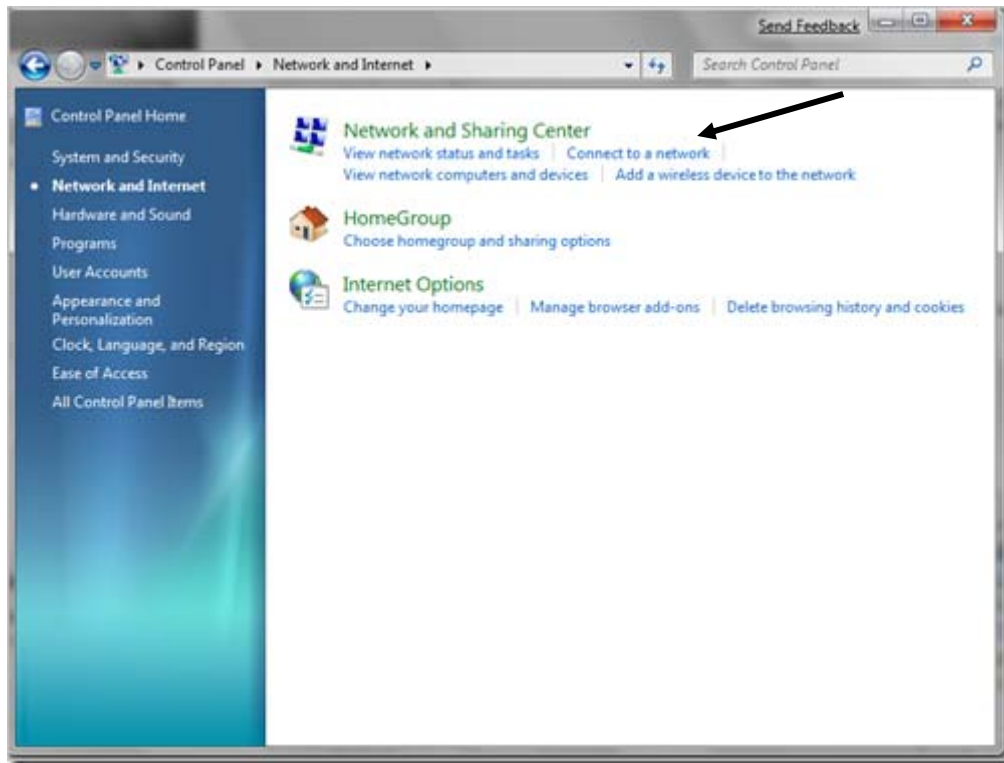 Send Feedback
Control Panel Network and Internet
Search Control Panel
Control Panel Home
System and Security
Network and Internet
Hardware and Sound
Programs
User Accounts
Appearance and
Personalization
Clock, Language, and Region
Ease of Access
All Control Panel Items
Network and Sharing Center
View network status and tasks Connect to a network
View network computers and devices Add a wireless device to the network
HomeGroup
Choose homegroup and sharing options
Internet Options
Change your homepage Manage browser add-ons Delete browsing history and cookies